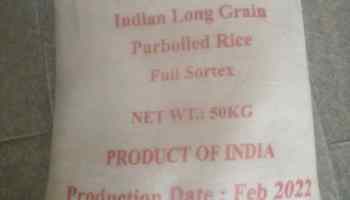 Indian Long Grain
Parboiled Rice
Full Sortex
NET WT.: 50KG
PRODUCT OF INDIA
Production Date : Feb 2022